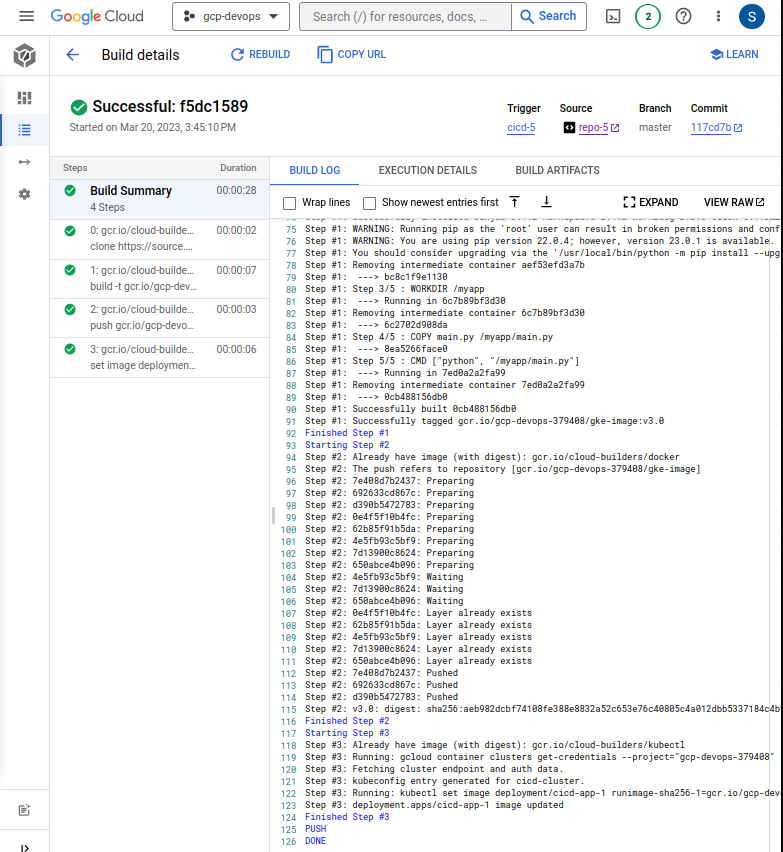 Google Cloud
gcp-devops
Search (/) for resources, docs, ...
Search
2
S
Build details
REBUILD
COPY URL
LEARN
Successful: f5dc1589
Started on Mar 20, 2023, 3:45:10 PM
Trigger
Source
Branch
Commit
cicd-5
repo-5
master
117cd7b
Steps
Duration
Build Summary
00:00:28
4 Steps
0: gcr.io/cloud-builde...
00:00:02
clone https://source....
1: gcr.io/cloud-builde...
00:00:07
build -t gcr.io/gcp-dev...
2: gcr.io/cloud-builde...
00:00:03
push gcr.io/gcp-devo...
3: gcr.io/cloud-builde...
00:00:06
set image deploymen...
BUILD LOG
EXECUTION DETAILS
BUILD ARTIFACTS
Wrap lines
Show newest entries first
EXPAND
VIEW RAW
75 Step #1: WARNING: Running pip as the 'root' user can result in broken permissions and conf
76 Step #1: WARNING: You are using pip version 22.0.4; however, version 23.0.1 is available.
77 Step #1: You should consider upgrading via the '/usr/local/bin/python -m pip install --upg
78 Step #1: Removing intermediate container aef53efd3a7b
79 Step #1:  ---> bc8c1f9e1130
80 Step #1: Step 3/5 : WORKDIR /myapp
81 Step #1:  ---> Running in 6c7b89bf3d30
82 Step #1: Removing intermediate container 6c7b89bf3d30
83 Step #1:  ---> 6c2702d908da
84 Step #1: Step 4/5 : COPY main.py /myapp/main.py
85 Step #1:  ---> 8ea5266face0
86 Step #1: Step 5/5 : CMD ["python", "/myapp/main.py"]
87 Step #1:  ---> Running in 7ed0a2a2fa99
88 Step #1: Removing intermediate container 7ed0a2a2fa99
89 Step #1:  ---> 0cb488156db0
90 Step #1: Successfully built 0cb488156db0
91 Step #1: Successfully tagged gcr.io/gcp-devops-379408/gke-image:v3.0
92 Finished Step #1
93 Starting Step #2
94 Step #2: Already have image (with digest): gcr.io/cloud-builders/docker
95 Step #2: The push refers to repository [gcr.io/gcp-devops-379408/gke-image]
96 Step #2: 7e408d7b2437: Preparing
97 Step #2: 692633cd867c: Preparing
98 Step #2: d390b5472783: Preparing
99 Step #2: 0e4f5f10b4fc: Preparing
100 Step #2: 62b85f91b5da: Preparing
101 Step #2: 4e5fb93c5bf9: Preparing
102 Step #2: 7d13900c8624: Preparing
103 Step #2: 650abce4b096: Preparing
104 Step #2: 4e5fb93c5bf9: Waiting
105 Step #2: 7d13900c8624: Waiting
106 Step #2: 650abce4b096: Waiting
107 Step #2: 0e4f5f10b4fc: Layer already exists
108 Step #2: 62b85f91b5da: Layer already exists
109 Step #2: 4e5fb93c5bf9: Layer already exists
110 Step #2: 7d13900c8624: Layer already exists
111 Step #2: 650abce4b096: Layer already exists
112 Step #2: 7e408d7b2437: Pushed
113 Step #2: 692633cd867c: Pushed
114 Step #2: d390b5472783: Pushed
115 Step #2: v3.0: digest: sha256:aeb982dcbf74108fe388e8832a52c653e76c40805c4a012dbb5337184c4b
116 Finished Step #2
117 Starting Step #3
118 Step #3: Already have image (with digest): gcr.io/cloud-builders/kubectl
119 Step #3: Running: gcloud container clusters get-credentials --project="gcp-devops-379408"
120 Step #3: Fetching cluster endpoint and auth data.
121 Step #3: kubeconfig entry generated for cicd-cluster.
122 Step #3: Running: kubectl set image deployment/cicd-app-1 runimage-sha256-1=gcr.io/gcp-dev
123 Step #3: deployment.apps/cicd-app-1 image updated
124 Finished Step #3
125 PUSH
126 DONE